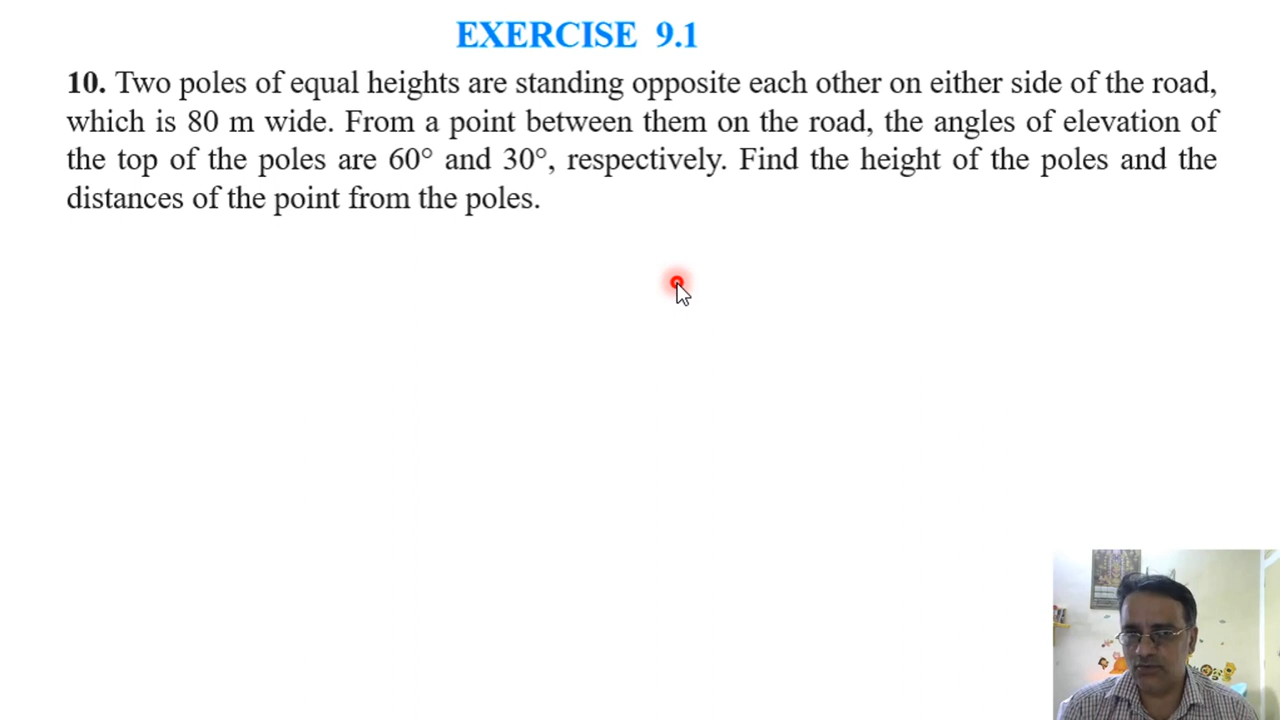 EXERCISE 9.1
10. Two poles of equal heights are standing opposite each other on either side of the road,
which is 80 m wide. From a point between them on the road, the angles of elevation of
the top of the poles are 60° and 30°, respectively. Find the height of the poles and the
distances of the point from the poles.